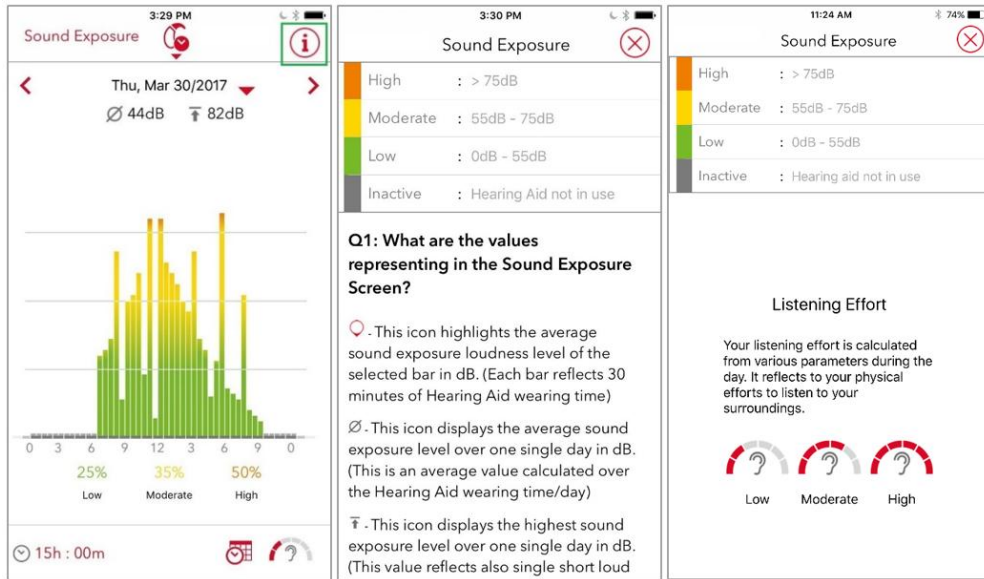 3:29 PM
Sound Exposure
i
Thu, Mar 30/2017
44dB 82dB
0 3 6 9 12 3 6 9 0
25% 35% 50%
Low Moderate High
15h : 00m
3:30 PM
Sound Exposure
High : > 75dB
Moderate : 55dB - 75dB
Low : 0dB - 55dB
Inactive : Hearing Aid not in use
Q1: What are the values
representing in the Sound Exposure
Screen?
- This icon highlights the average
sound exposure loudness level of the
selected bar in dB. (Each bar reflects 30
minutes of Hearing Aid wearing time)
- This icon displays the average sound
exposure level over one single day in dB.
(This is an average value calculated over
the Hearing Aid wearing time/day)
- This icon displays the highest sound
exposure level over one single day in dB.
(This value reflects also single short loud
11:24 AM 74%
Sound Exposure
High : > 75dB
Moderate : 55dB - 75dB
Low : 0dB - 55dB
Inactive : Hearing aid not in use
Listening Effort
Your listening effort is calculated
from various parameters during the
day. It reflects to your physical
efforts to listen to your
surroundings.
Low Moderate High